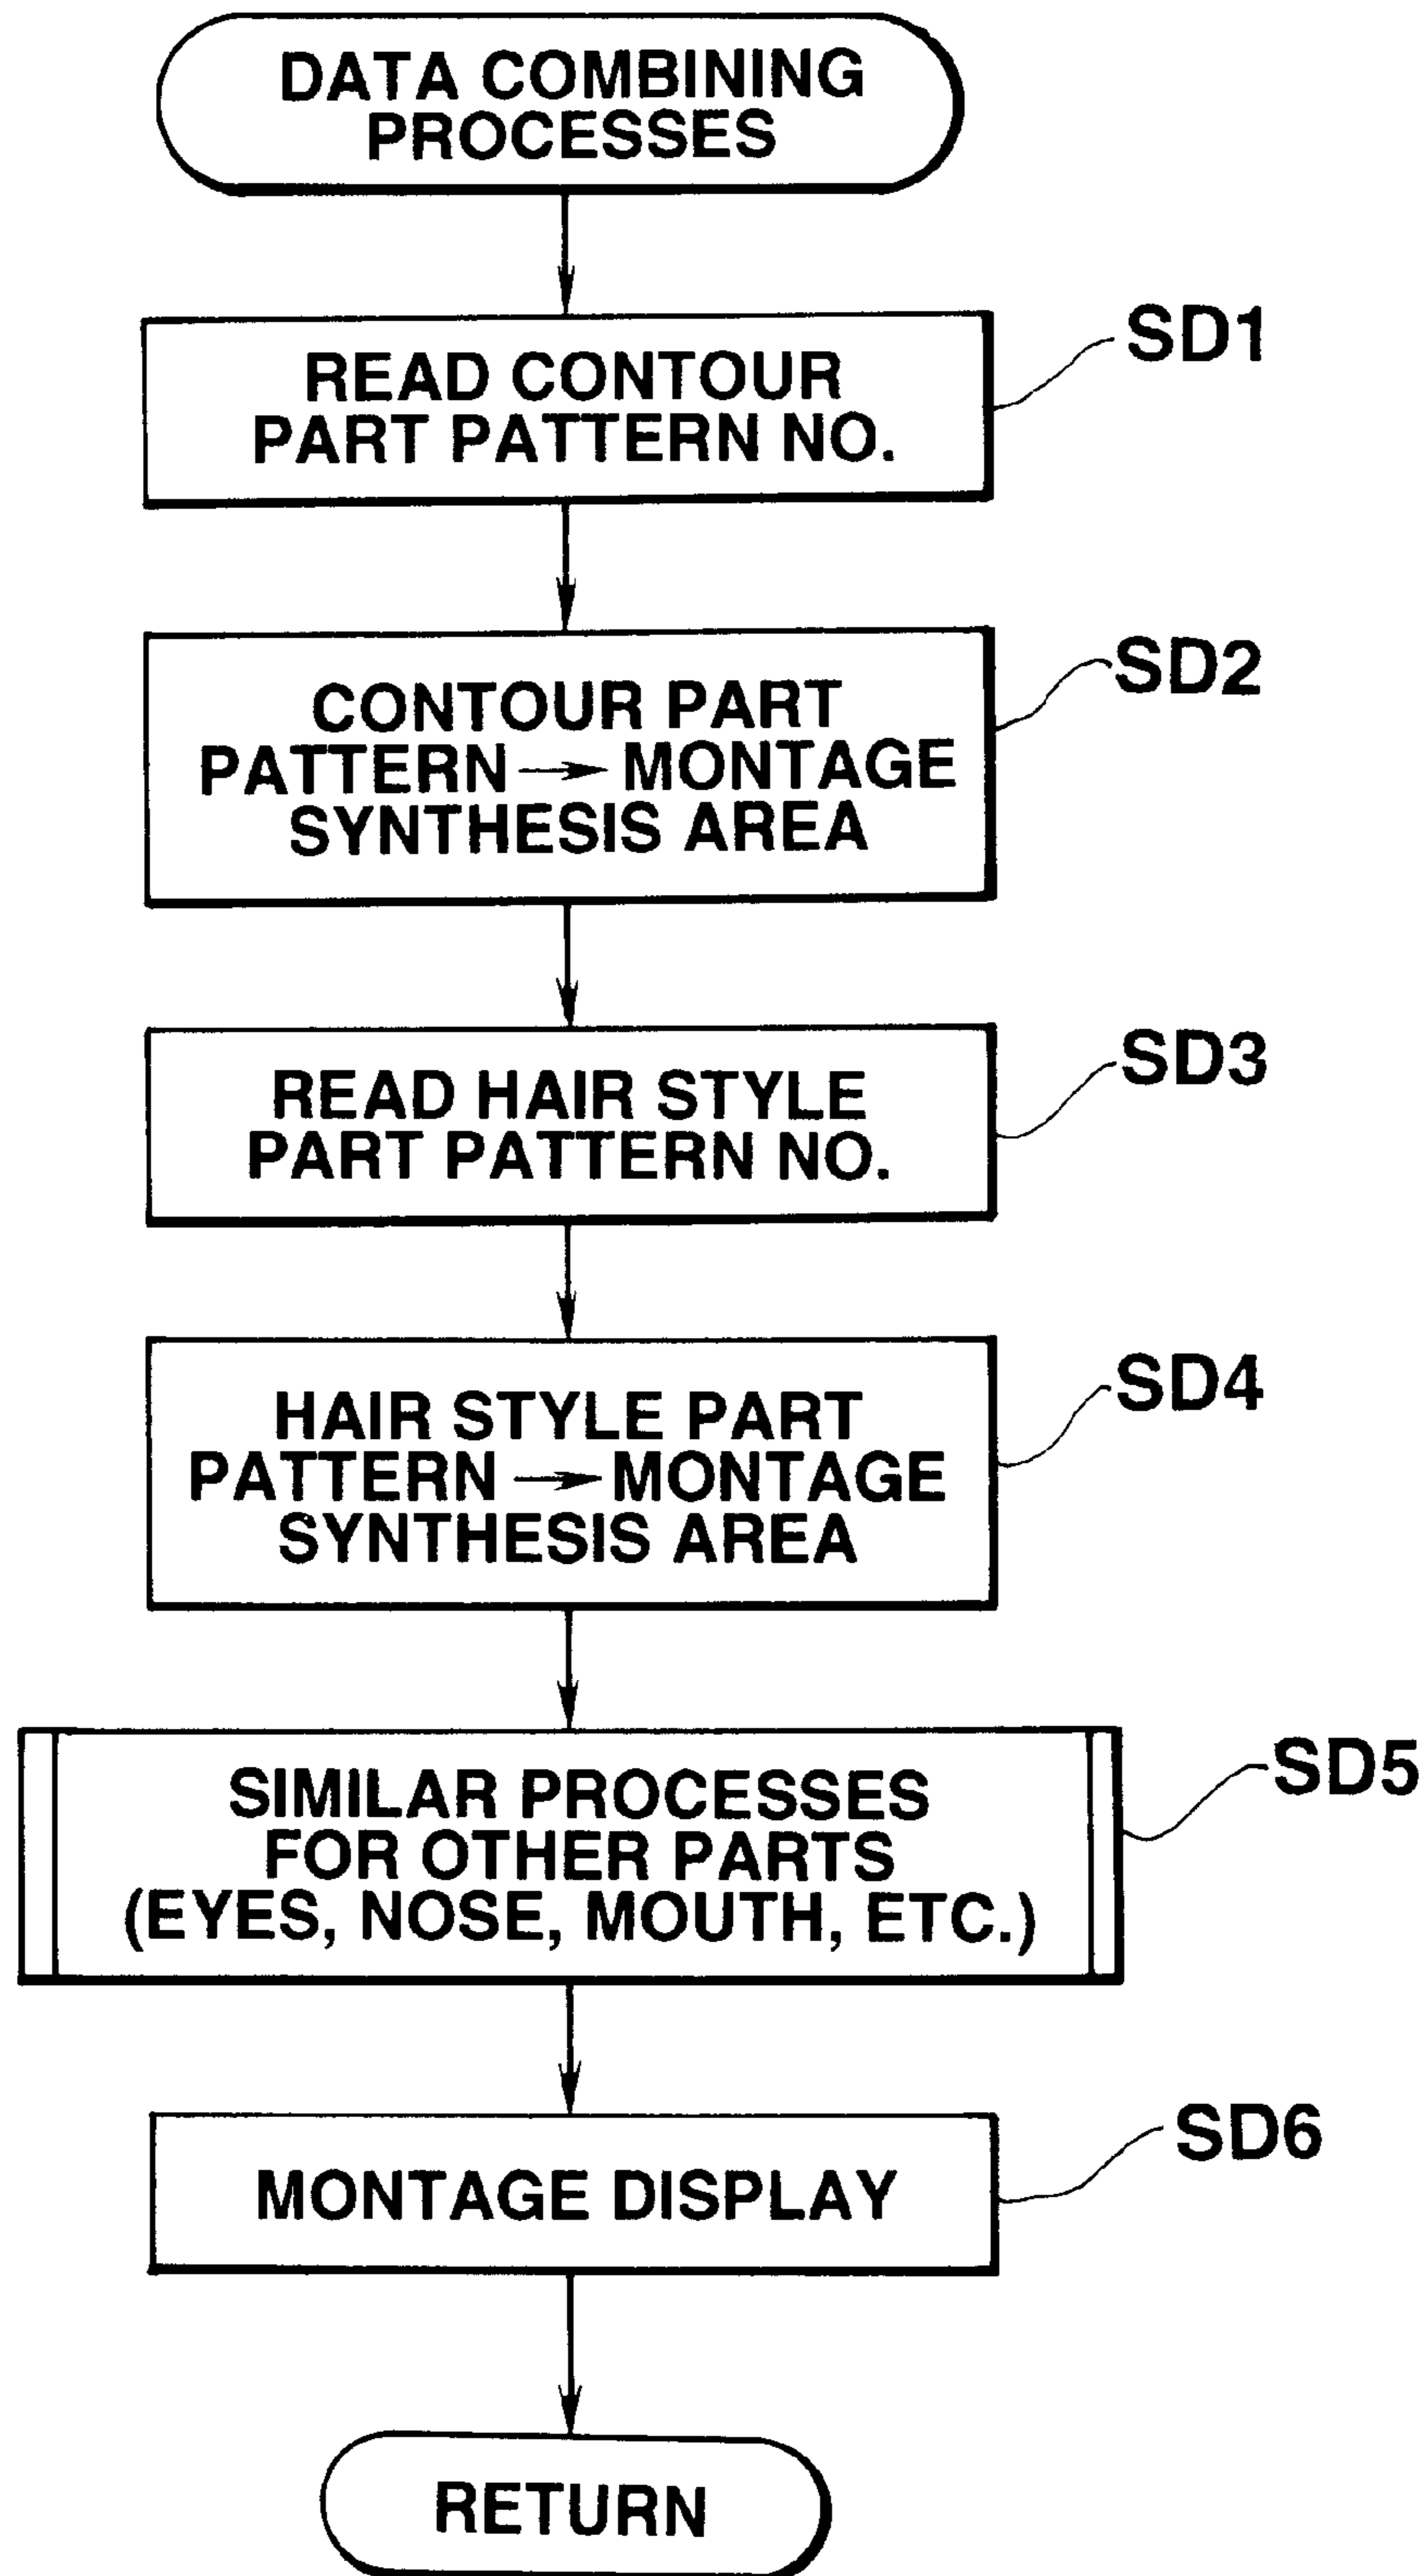 DATA COMBINING
PROCESSES
SD1
READ CONTOUR
PART PATTERN NO.
SD2
CONTOUR PART
PATTERN → MONTAGE
SYNTHESIS AREA
SD3
READ HAIR STYLE
PART PATTERN NO.
SD4
HAIR STYLE PART
PATTERN → MONTAGE
SYNTHESIS AREA
SD5
SIMILAR PROCESSES
FOR OTHER PARTS
(EYES, NOSE, MOUTH, ETC.)
SD6
MONTAGE DISPLAY
RETURN